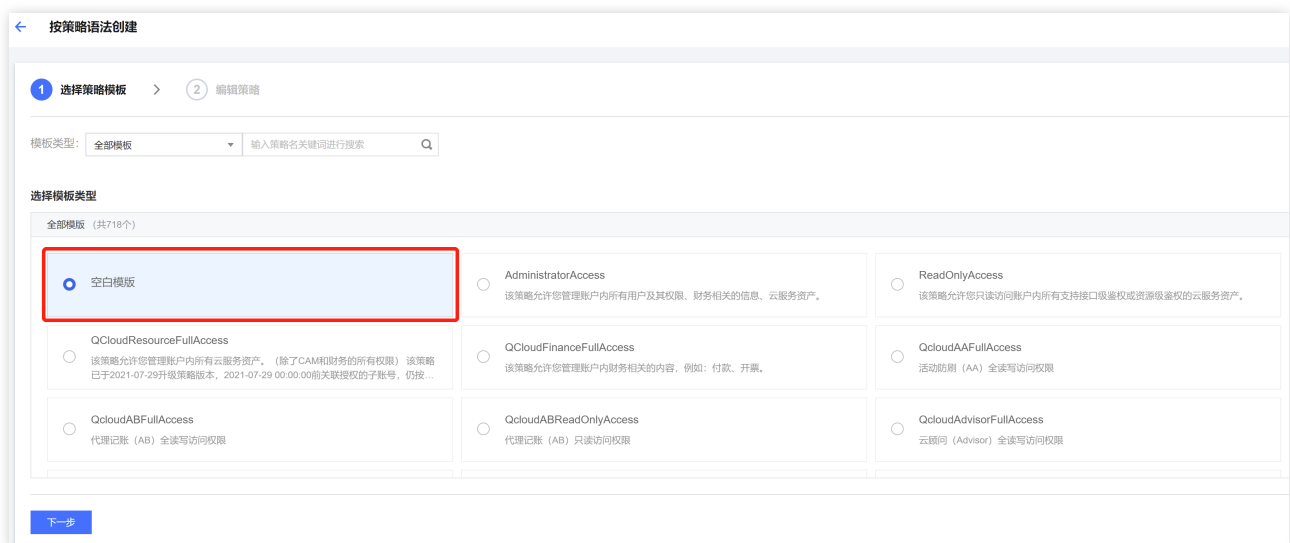 按策略语法创建
1 选择策略模板 > 2 编辑策略
模板类型： 全部模板 输入策略名关键词进行搜索
选择模板类型
全部模版 （共718个）
空白模版
AdministratorAccess
该策略允许您管理账户内所有用户及其权限、财务相关的信息、云服务资产。
ReadOnlyAccess
该策略允许您只读访问账户内所有支持接口级鉴权或资源级鉴权的云服务资产。
QCloudResourceFullAccess
该策略允许您管理账户内所有云服务资产。（除了CAM和财务的所有权限） 该策略
已于2021-07-29升级策略版本，2021-07-29 00:00:00前关联授权的子账号，仍按...
QCloudFinanceFullAccess
该策略允许您管理账户内财务相关的内容，例如：付款、开票。
QcloudAAFullAccess
活动防刷（AA）全读写访问权限
QcloudABFullAccess
代理记账（AB）全读写访问权限
QcloudABReadOnlyAccess
代理记账（AB）只读访问权限
QcloudAdvisorFullAccess
云顾问（Advisor）全读写访问权限
下一步